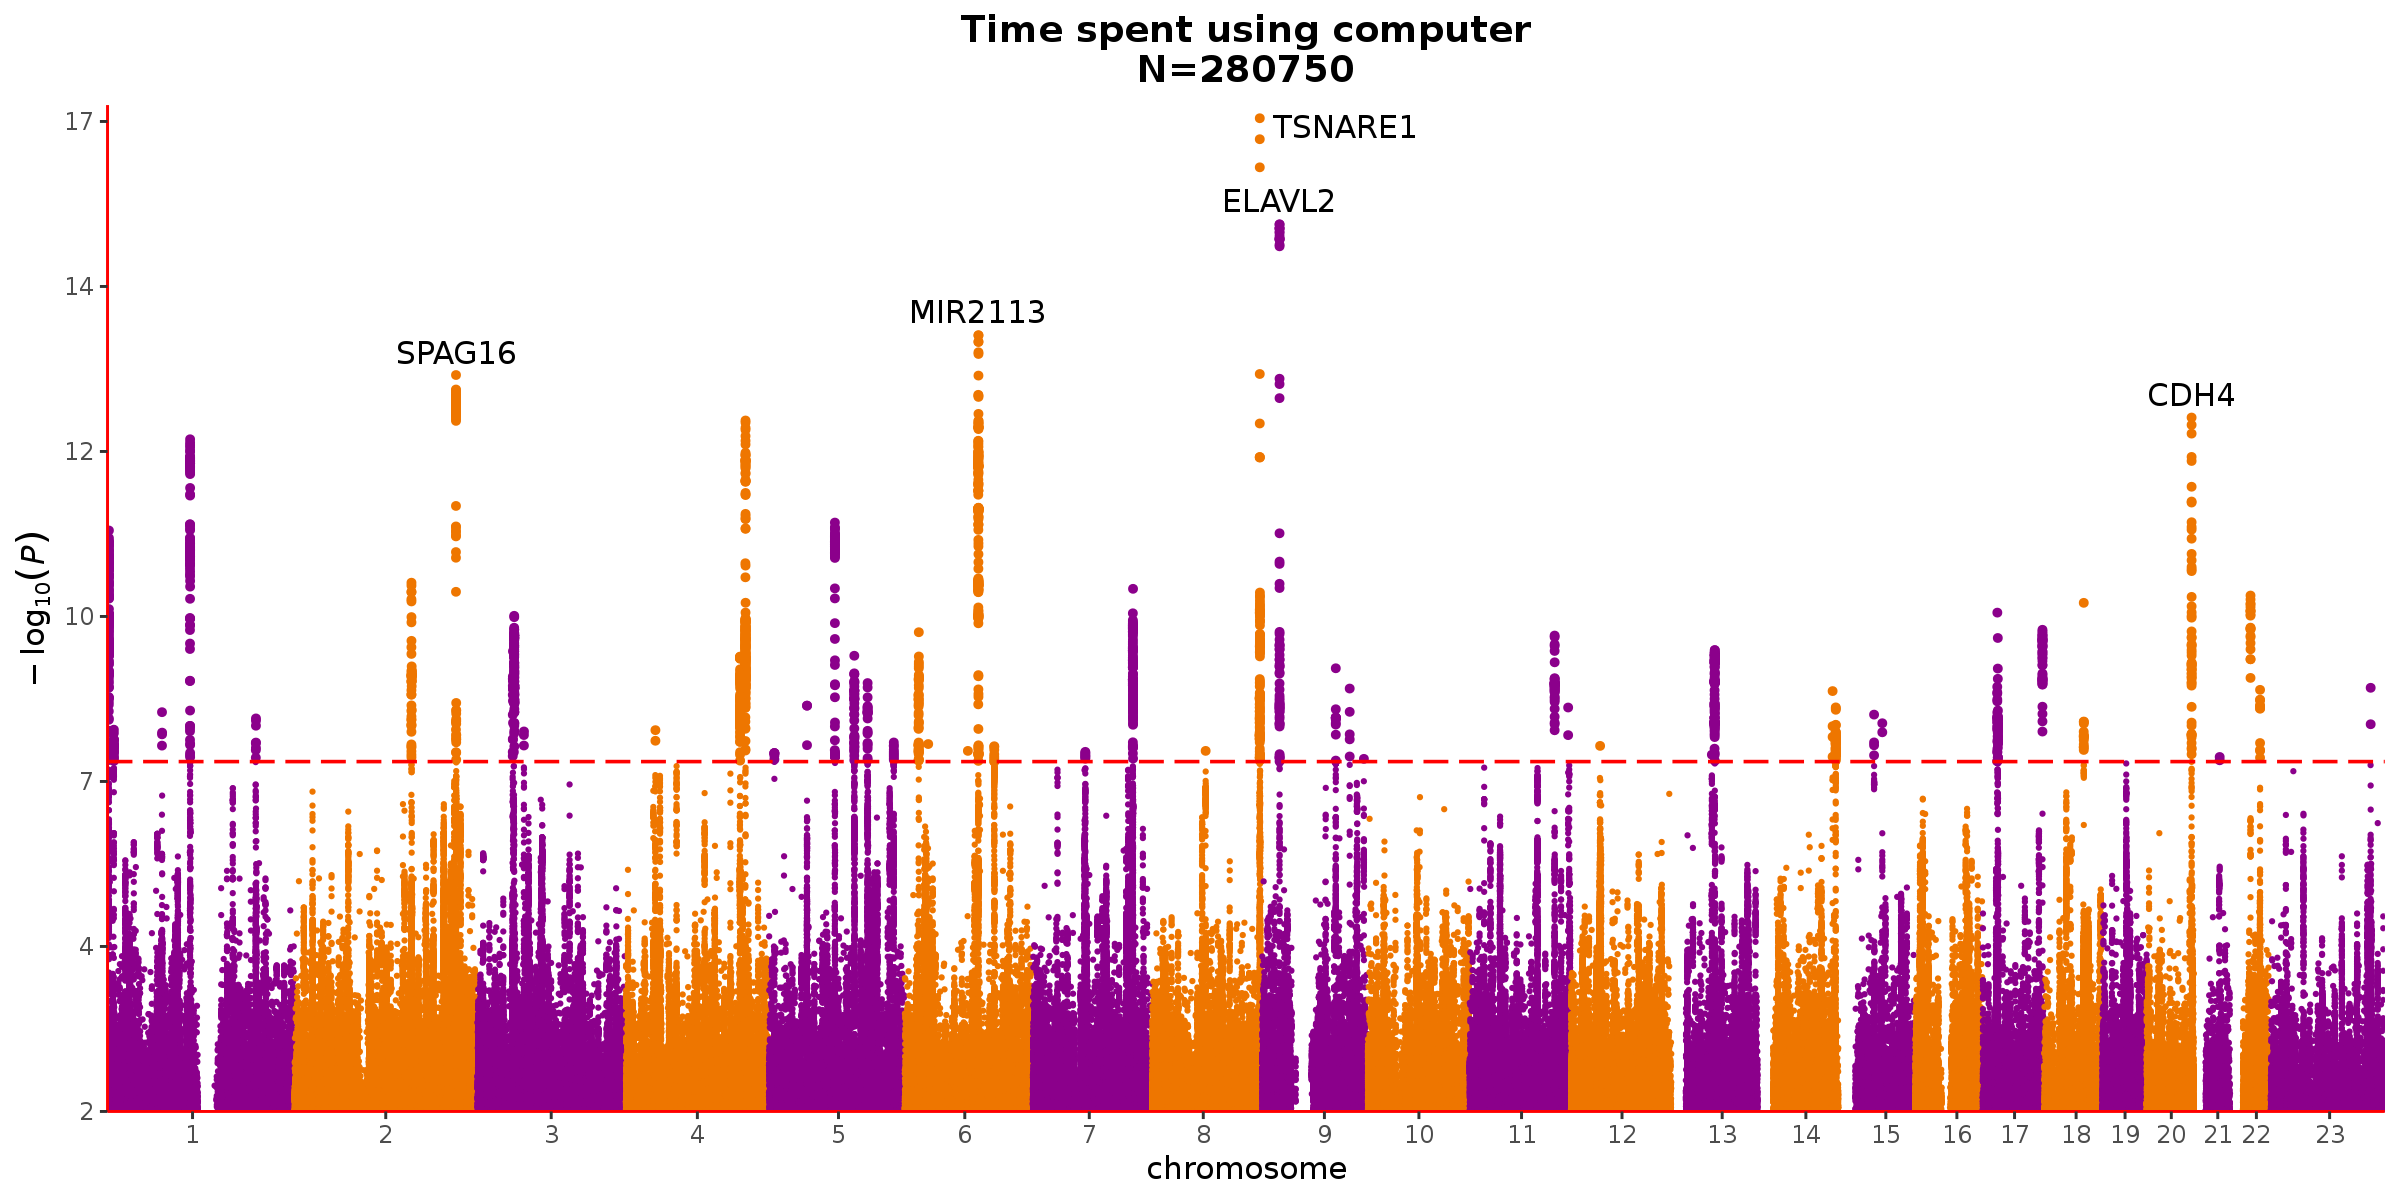 Time spent using computer
N=280750
17
TSNARE1
ELAVL2
14
MIR2113
SPAG16
CDH4
12
10
−log10(P)
7
4
2
1 2 3 4 5 6 7 8 9 10 11 12 13 14 15 16 17 18 19 20 21 22 23
chromosome